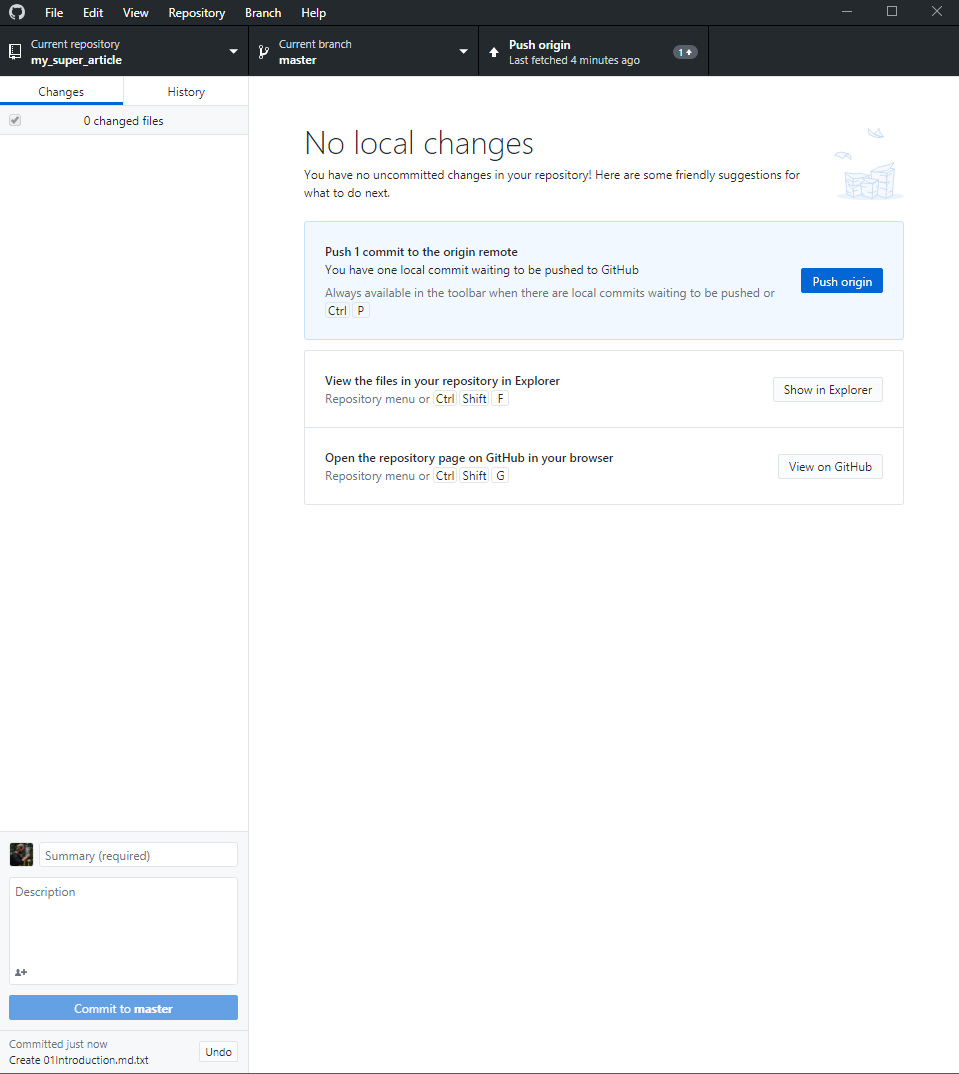 File Edit View Repository Branch Help
Current repository
my_super_article
Current branch
master
Push origin
Last fetched 4 minutes ago
1
Changes History
0 changed files
No local changes
You have no uncommitted changes in your repository! Here are some friendly suggestions for
what to do next.
Push 1 commit to the origin remote
You have one local commit waiting to be pushed to GitHub
Always available in the toolbar when there are local commits waiting to be pushed or
Ctrl P
Push origin
View the files in your repository in Explorer
Repository menu or Ctrl Shift F
Show in Explorer
Open the repository page on GitHub in your browser
Repository menu or Ctrl Shift G
View on GitHub
Summary (required)
Description
Commit to master
Committed just now
Create 01Introduction.md.txt
Undo